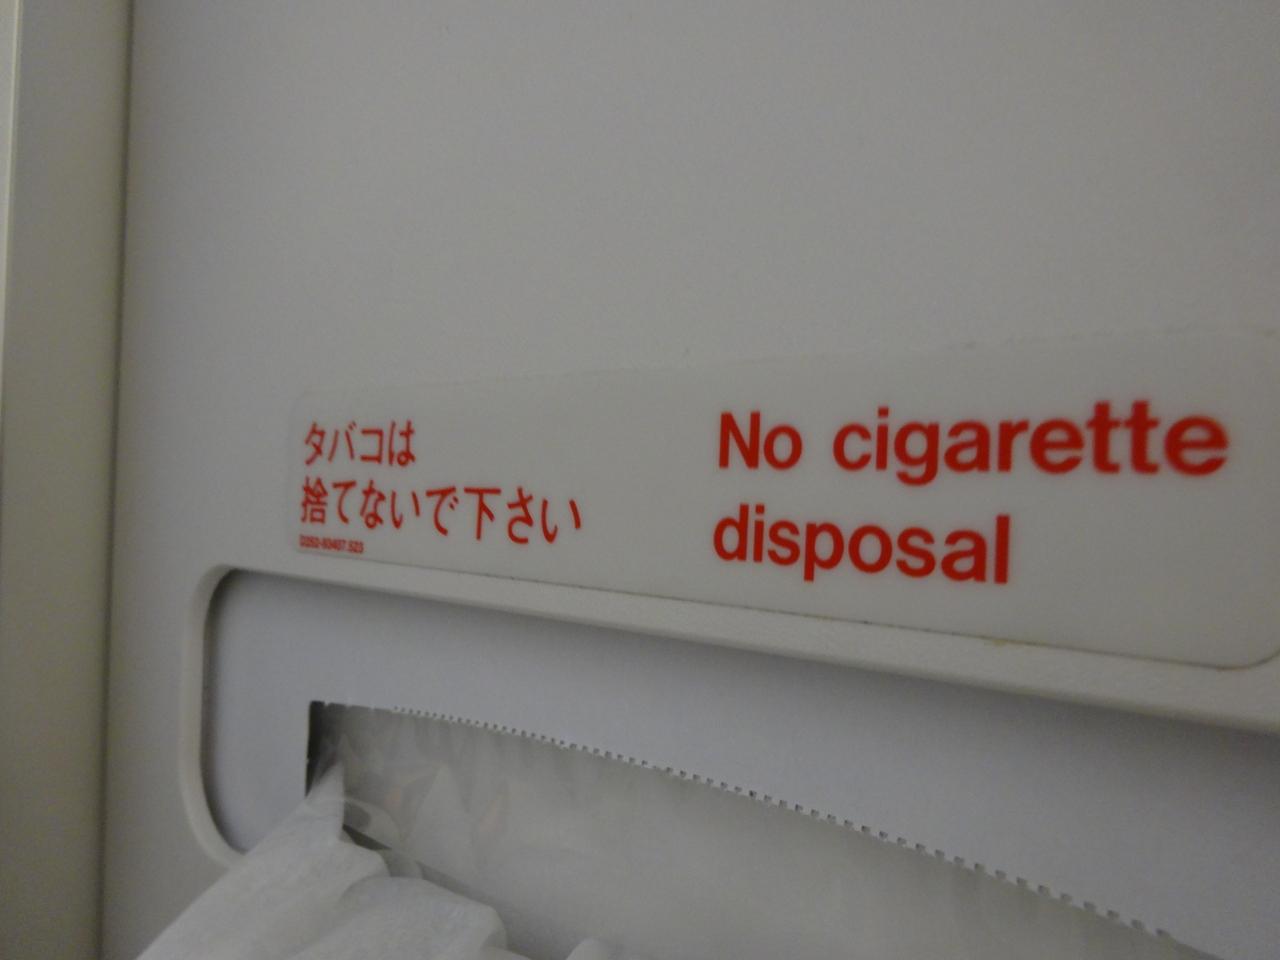 タバコは
捨てないで下さい
No cigarette
disposal